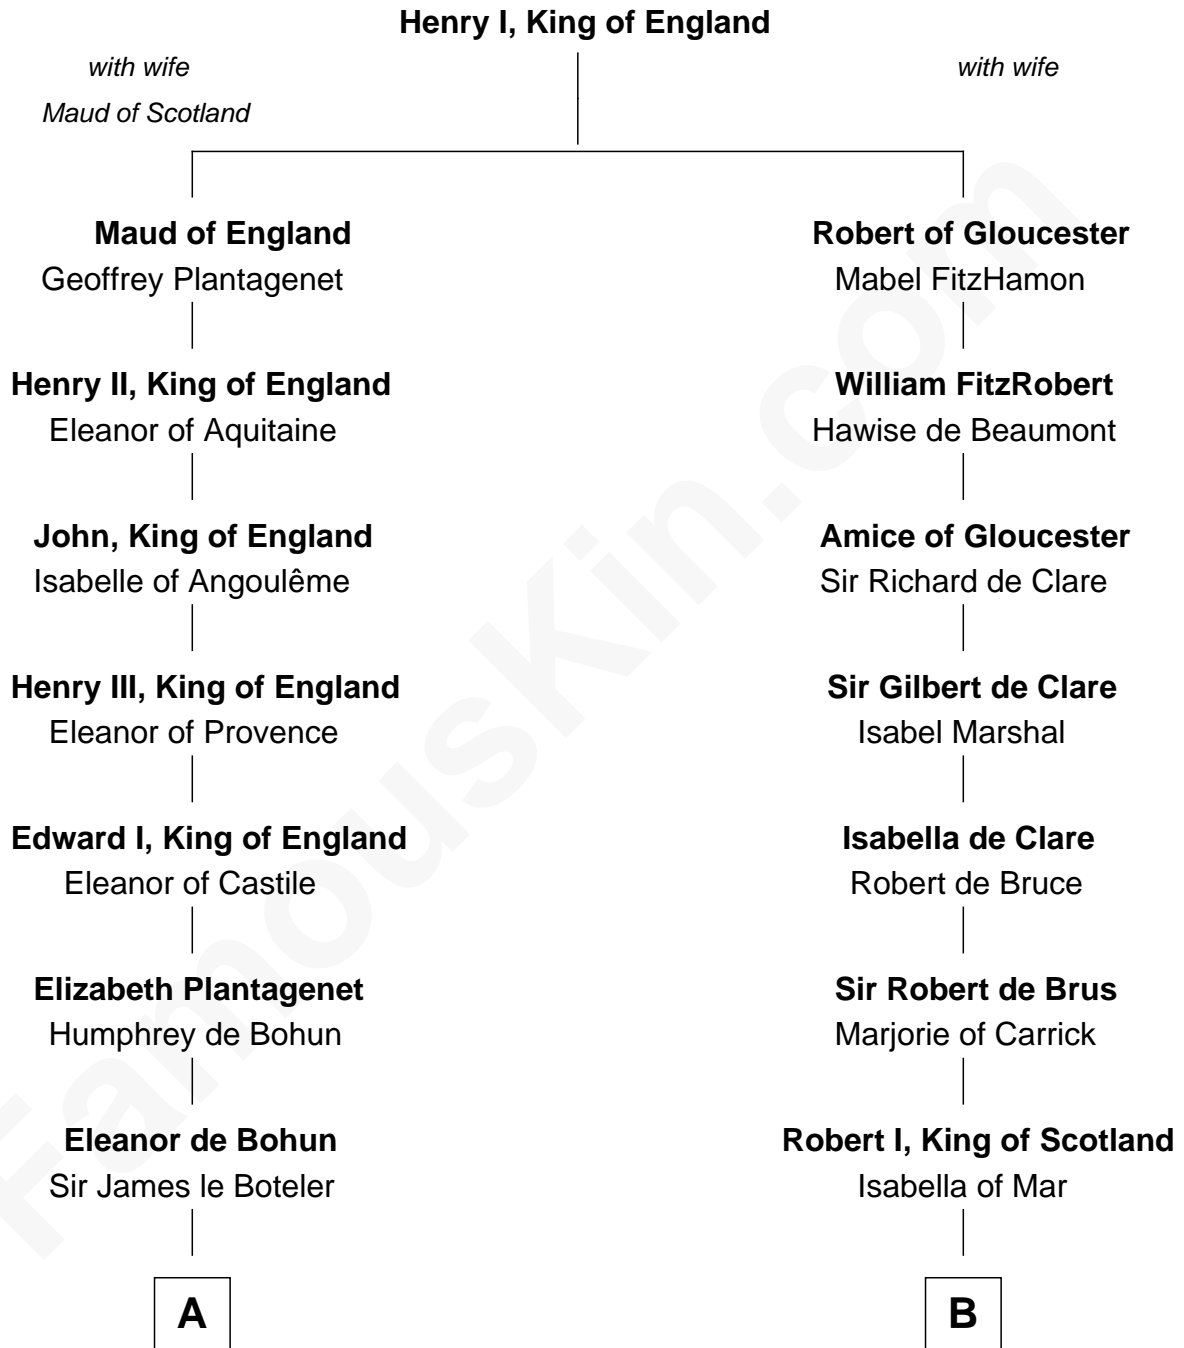 Henry I, King of England
with wife
Maud of Scotland
with wife
Maud of England
Geoffrey Plantagenet
Robert of Gloucester
Mabel FitzHamon
Henry II, King of England
Eleanor of Aquitaine
William FitzRobert
Hawise de Beaumont
John, King of England
Isabelle of Angoulême
Amice of Gloucester
Sir Richard de Clare
Henry III, King of England
Eleanor of Provence
Sir Gilbert de Clare
Isabel Marshal
Edward I, King of England
Eleanor of Castile
Isabella de Clare
Robert de Bruce
Elizabeth Plantagenet
Humphrey de Bohun
Sir Robert de Brus
Marjorie of Carrick
Eleanor de Bohun
Sir James le Boteler
Robert I, King of Scotland
Isabella of Mar
A
B
FamousKin.com